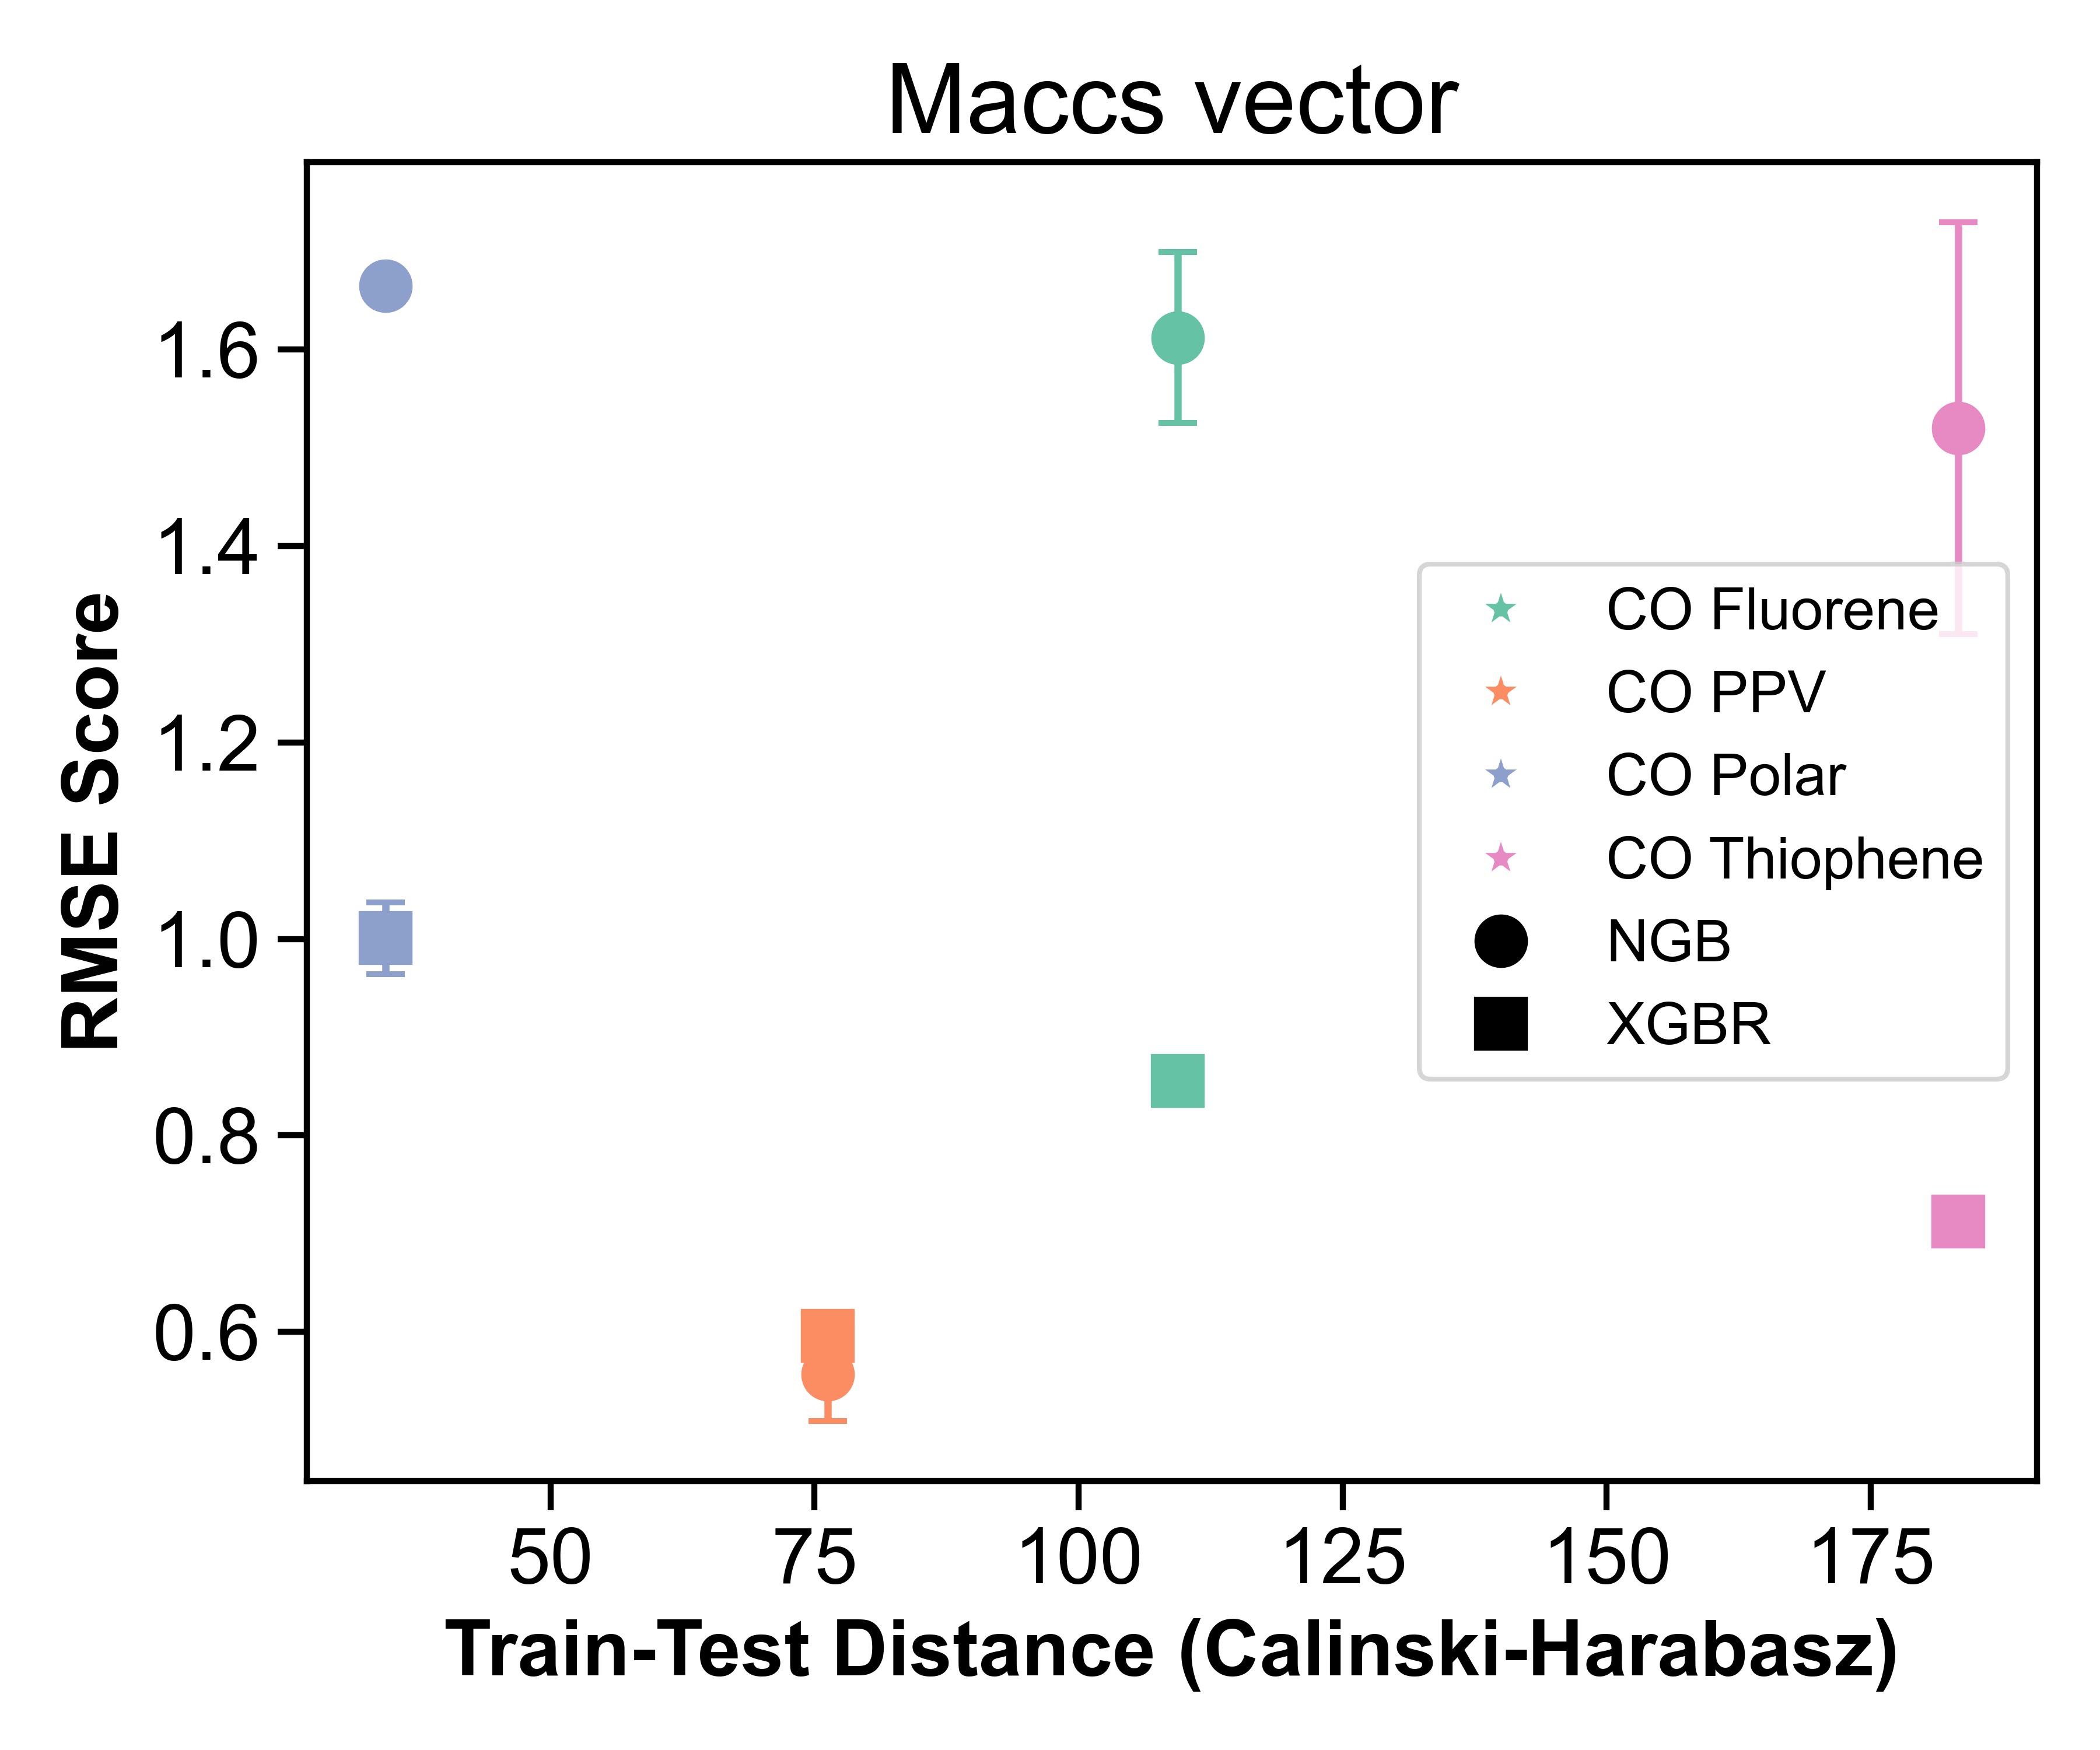 Maccs vector
RMSE Score
1.6
1.4
1.2
1.0
0.8
0.6
CO Fluorene
CO PPV
CO Polar
CO Thiophene
NGB
XGBR
50 75 100 125 150 175
Train-Test Distance (Calinski-Harabasz)